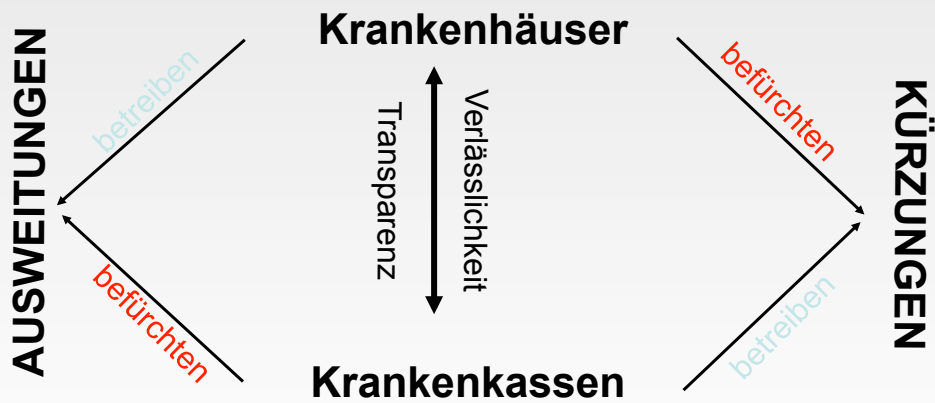 Krankenhäuser
betreiben
befürchten
AUSWEITUNGEN
Transparenz
Verlässlichkeit
KÜRZUNGEN
befürchten
betreiben
Krankenkassen